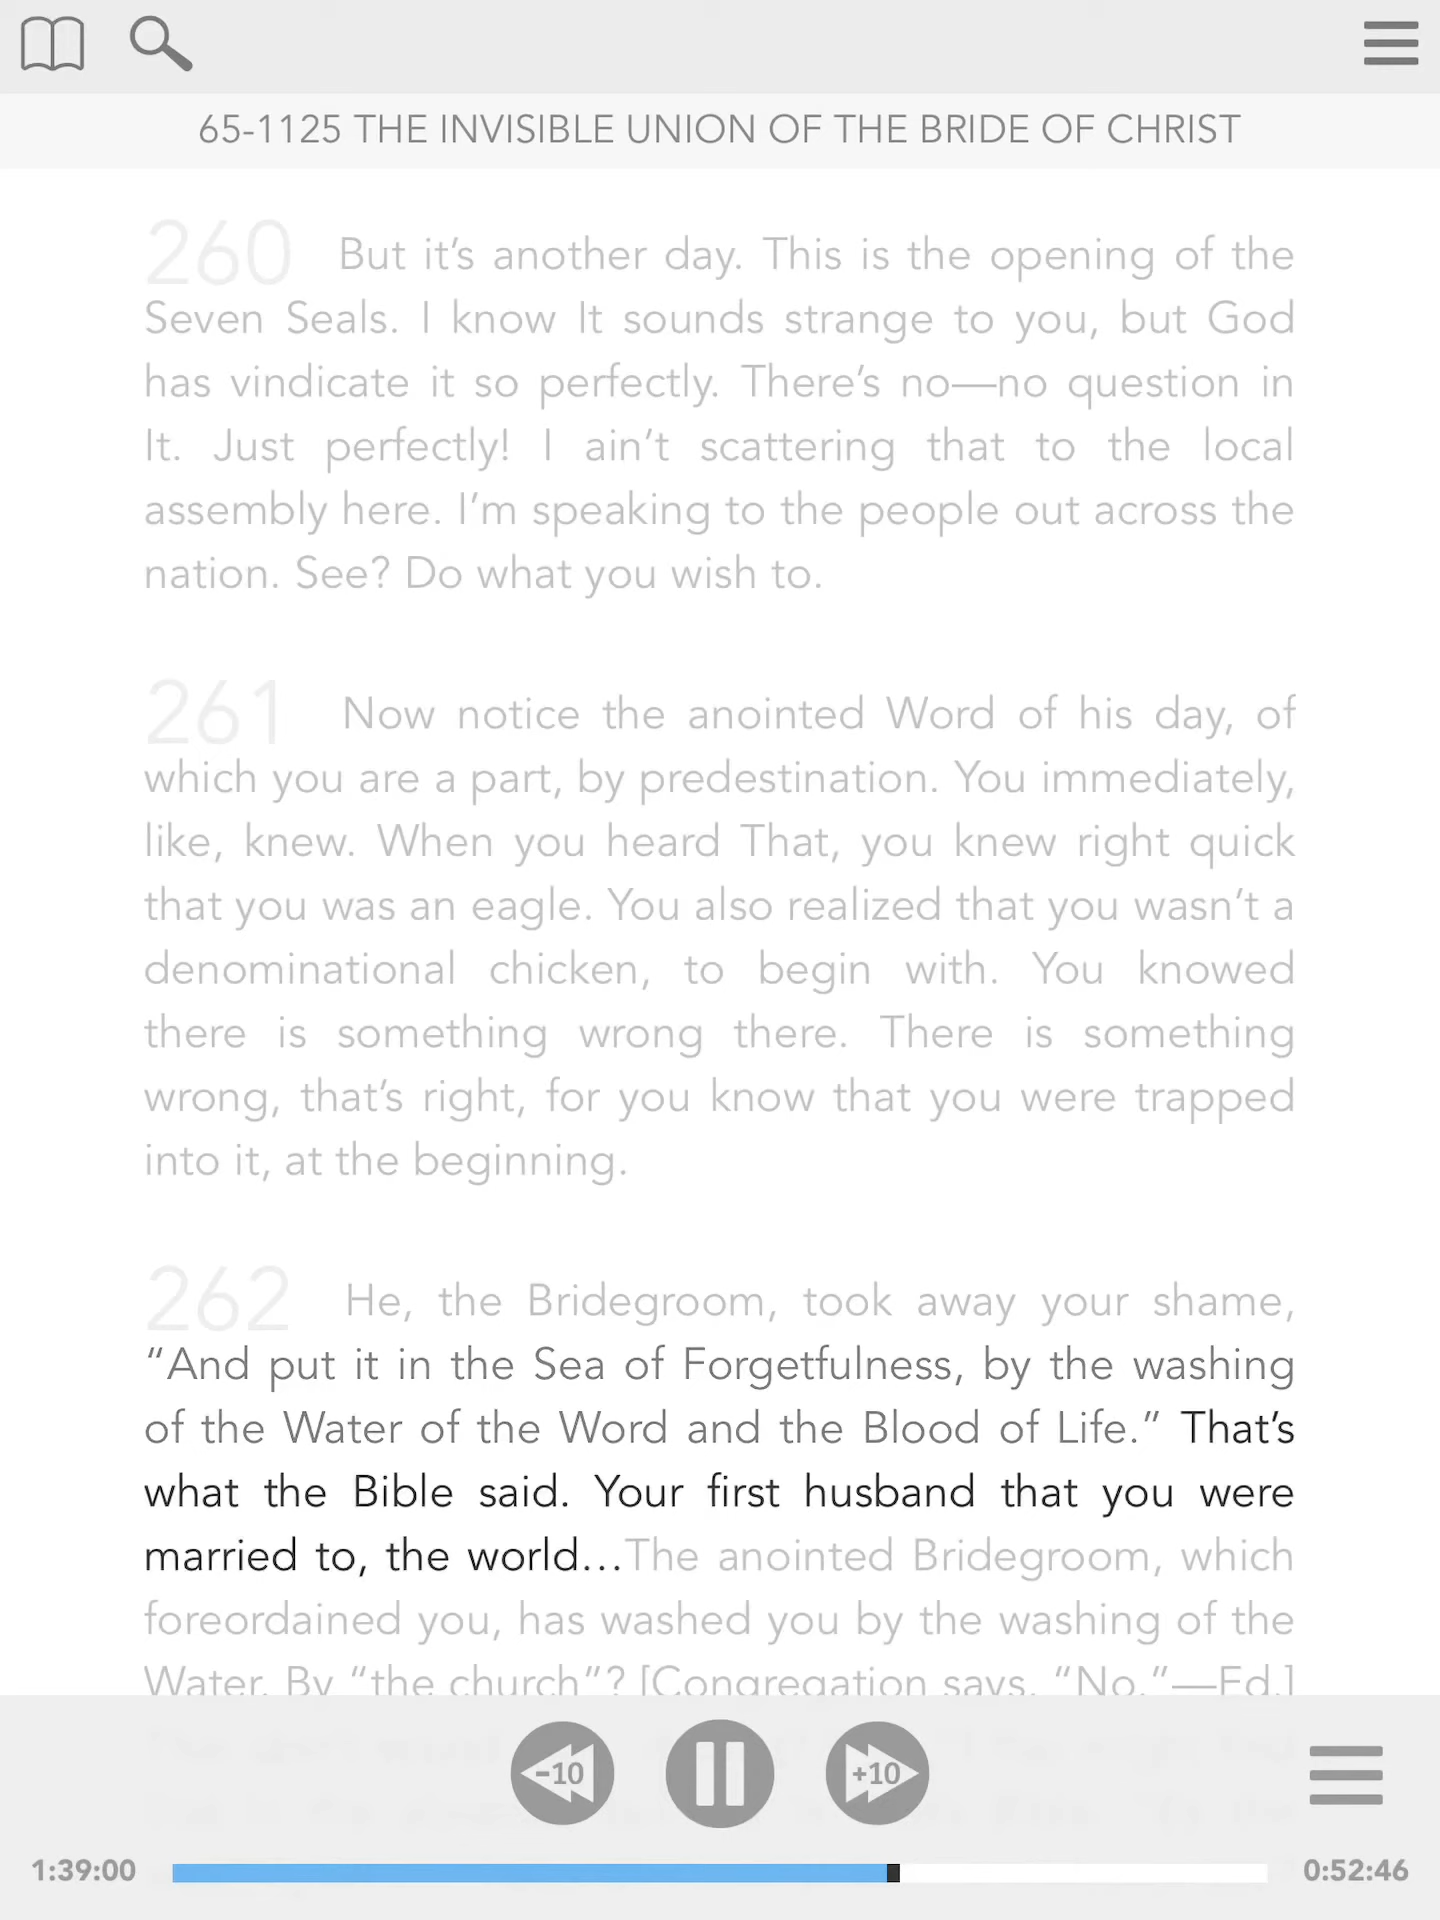 65-1125 THE INVISIBLE UNION OF THE BRIDE OF CHRIST
260 But it’s another day. This is the opening of the
Seven Seals. I know It sounds strange to you, but God
has vindicate it so perfectly. There’s no—no question in
It. Just perfectly! I ain’t scattering that to the local
assembly here. I’m speaking to the people out across the
nation. See? Do what you wish to.
261 Now notice the anointed Word of his day, of
which you are a part, by predestination. You immediately,
like, knew. When you heard That, you knew right quick
that you was an eagle. You also realized that you wasn’t a
denominational chicken, to begin with. You knowed
there is something wrong there. There is something
wrong, that’s right, for you know that you were trapped
into it, at the beginning.
262 He, the Bridegroom, took away your shame,
“And put it in the Sea of Forgetfulness, by the washing
of the Water of the Word and the Blood of Life.” That’s
what the Bible said. Your first husband that you were
married to, the world…The anointed Bridegroom, which
foreordained you, has washed you by the washing of the
Water. By “the church”? [Congregation says, “No.”—Ed.]
-10 +10
1:39:00 0:52:46